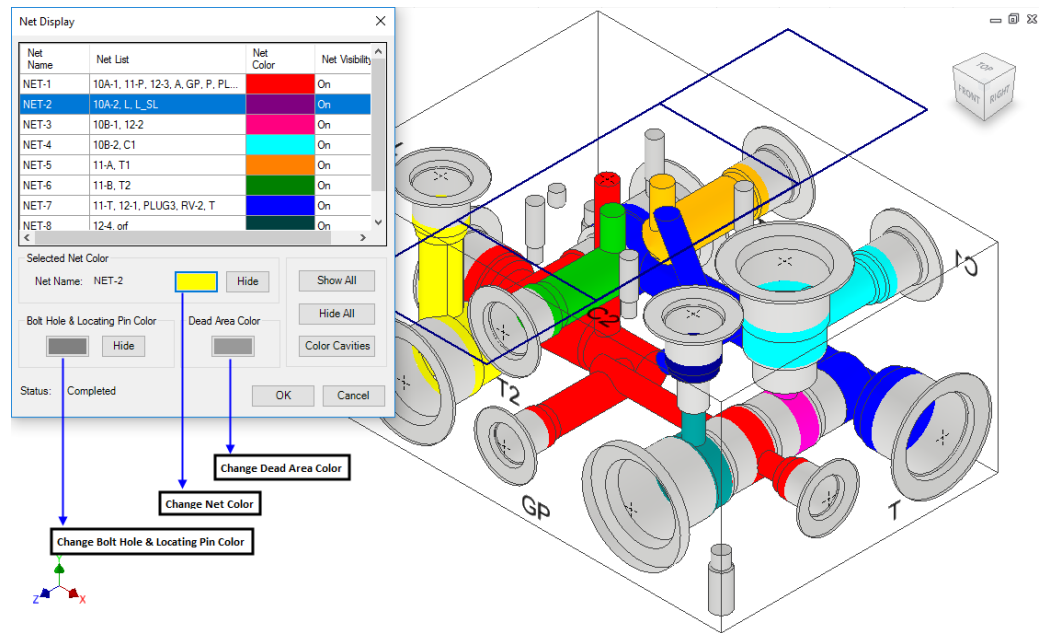 Net Display
Net Name
Net List
Net Color
Net Visibility
NET-1 10A-1, 11-P, 12-3, A, GP, P, PL... On
NET-2 10A-2, L, L_SL On
NET-3 10B-1, 12-2 On
NET-4 10B-2, C1 On
NET-5 11-A, T1 On
NET-6 11-B, T2 On
NET-7 11-T, 12-1, PLUG3, RV-2, T On
NET-8 12-4, orf On
Selected Net Color
Net Name: NET-2 Hide
Show All
Bolt Hole & Locating Pin Color
Hide
Dead Area Color
Hide All
Color Cavities
Status: Completed
OK Cancel
Change Dead Area Color
Change Net Color
Change Bolt Hole & Locating Pin Color
TOP
FRONT RIGHT
C1
C2
T2
GP
T
Y
Z X